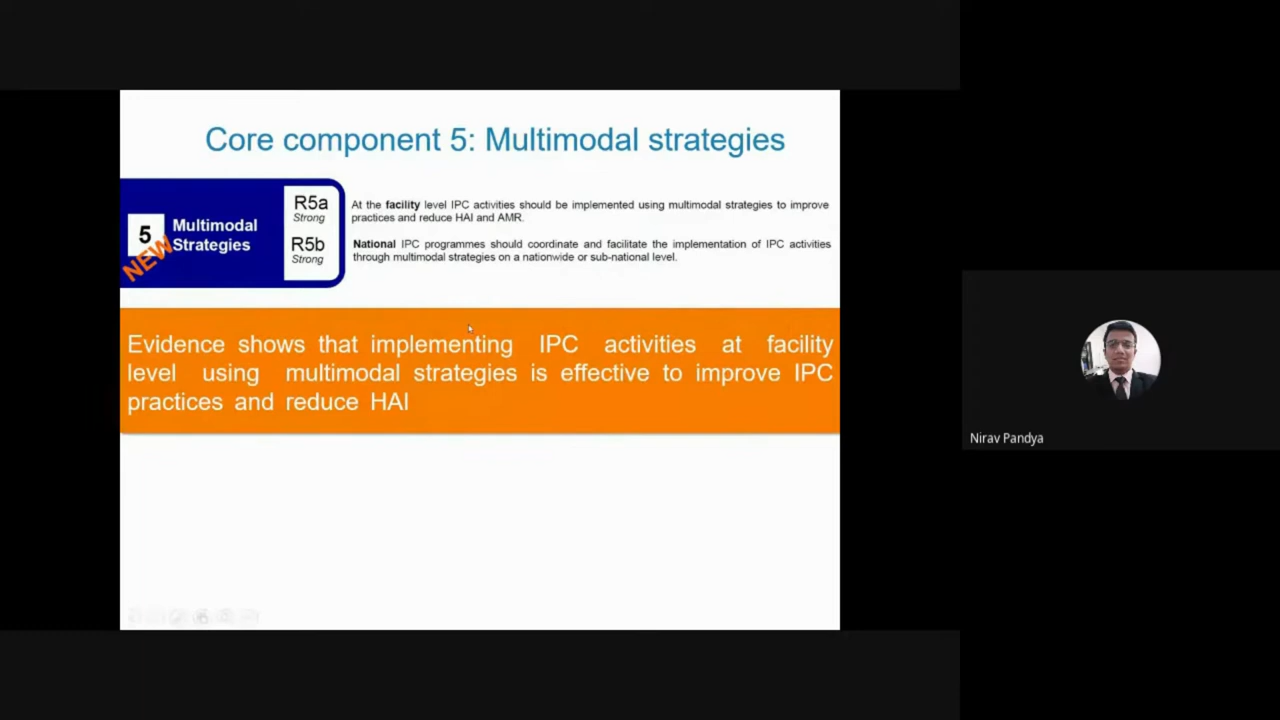 Core component 5: Multimodal strategies
5
NEW
Multimodal
Strategies
R5a
Strong
R5b
Strong
At the facility level IPC activities should be implemented using multimodal strategies to improve
practices and reduce HAI and AMR.
National IPC programmes should coordinate and facilitate the implementation of IPC activities
through multimodal strategies on a nationwide or sub-national level.
Evidence shows that implementing IPC activities at facility
level using multimodal strategies is effective to improve IPC
practices and reduce HAI
Nirav Pandya